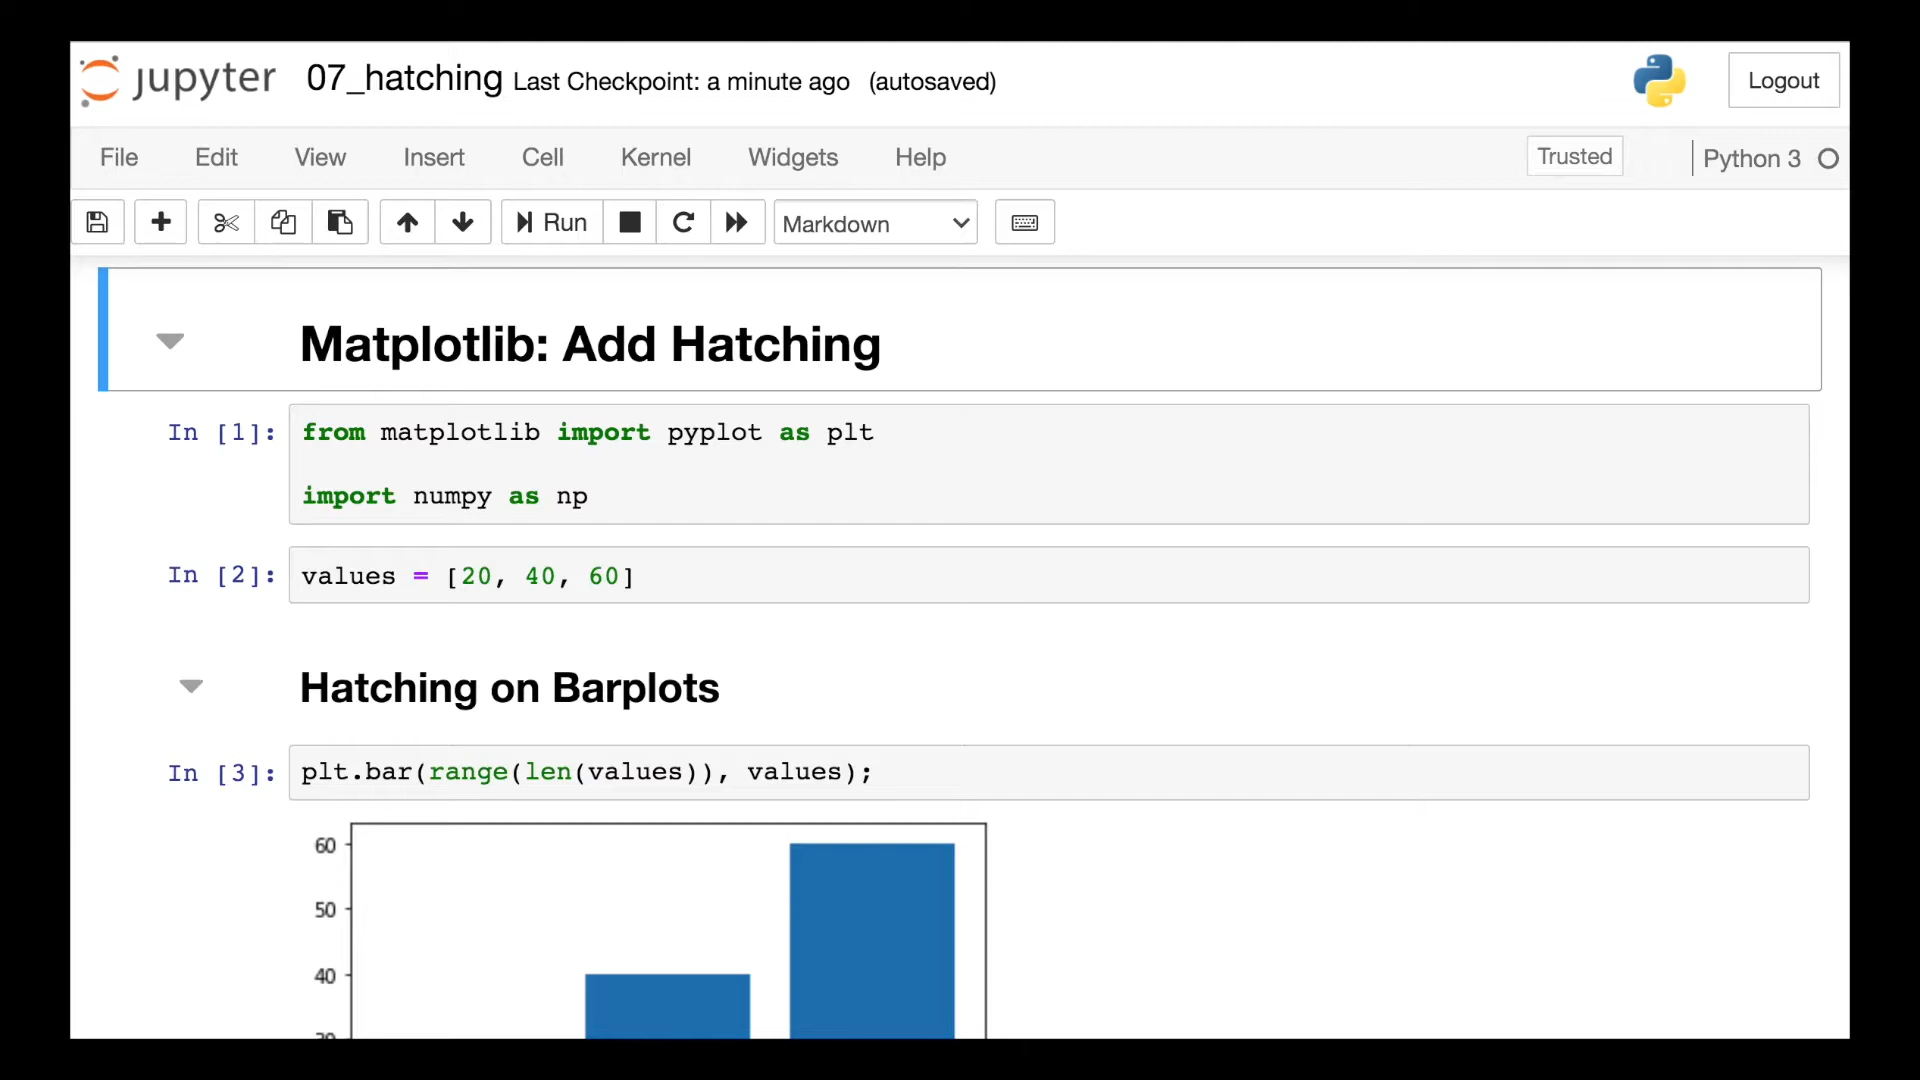 jupyter 07_hatching Last Checkpoint: a minute ago (autosaved) Logout
File Edit View Insert Cell Kernel Widgets Help Trusted Python 3
Run Markdown
Matplotlib: Add Hatching
In [1]: from matplotlib import pyplot as plt
import numpy as np
In [2]: values = [20, 40, 60]
Hatching on Barplots
In [3]: plt.bar(range(len(values)), values);
60
50
40